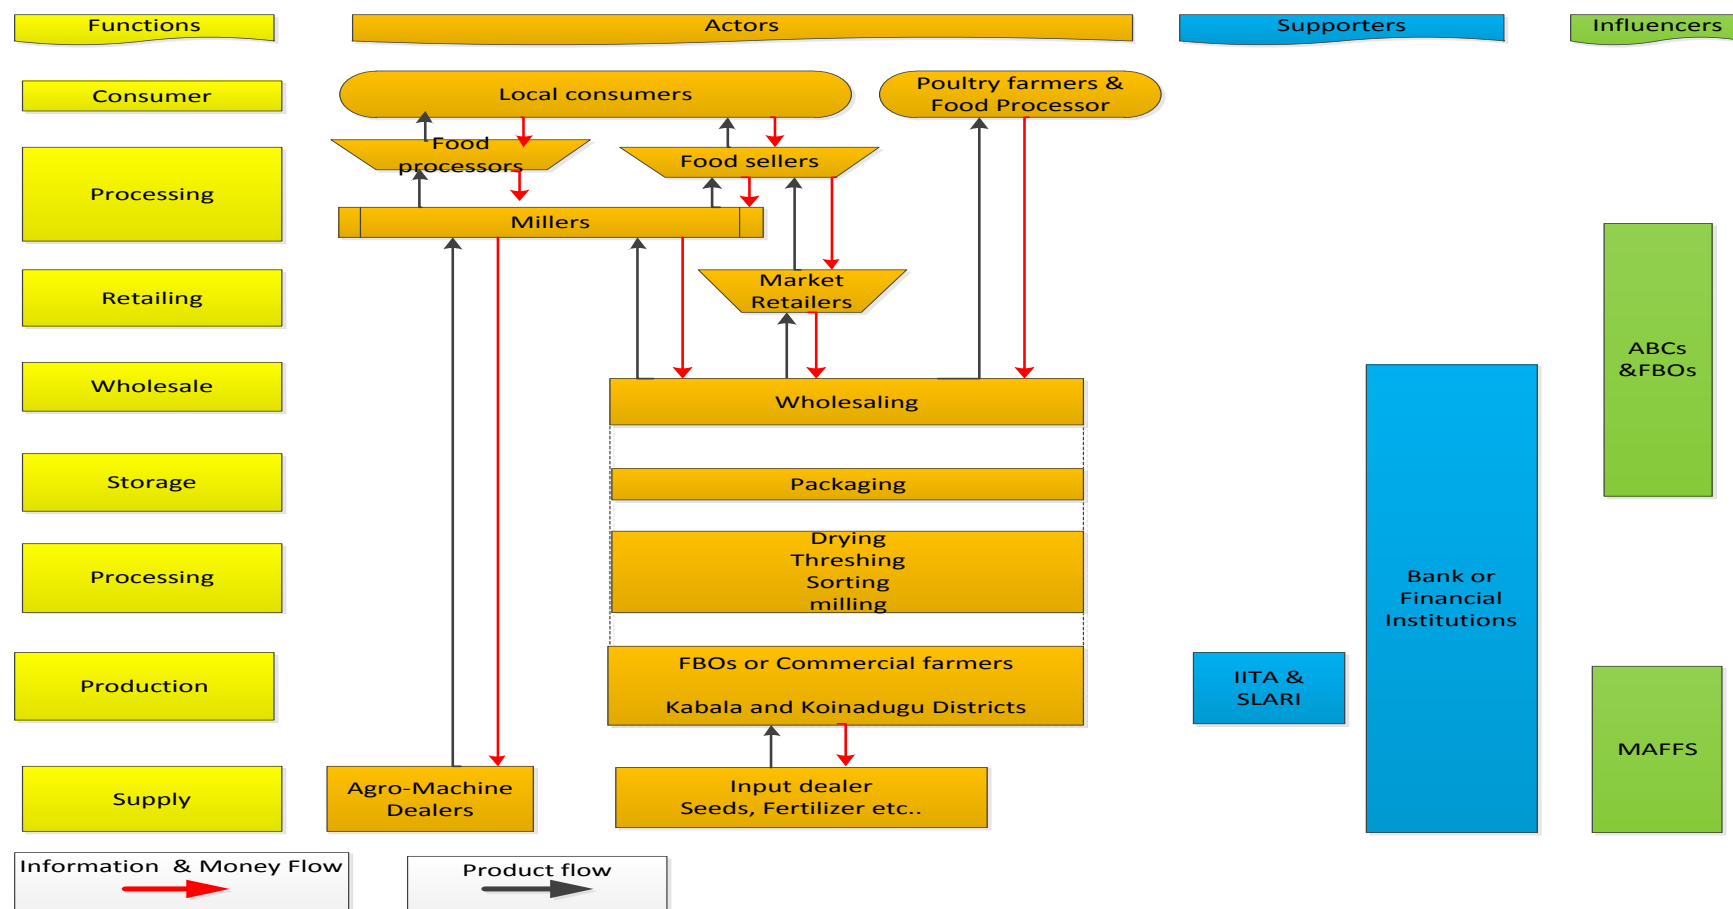 Functions
Actors
Supporters
Influencers
Consumer
Local consumers
Poultry farmers &
Food Processor
Processing
Food
processors
Food sellers
Millers
Retailing
Market
Retailers
ABCs
&FBOs
Wholesale
Wholesaling
Storage
Packaging
Processing
Drying
Threshing
Sorting
milling
Bank or
Financial
Institutions
Production
FBOs or Commercial farmers
Kabala and Koinadugu Districts
IITA &
SLARI
MAFFS
Supply
Agro-Machine
Dealers
Input dealer
Seeds, Fertilizer etc..
Information  & Money Flow
Product flow